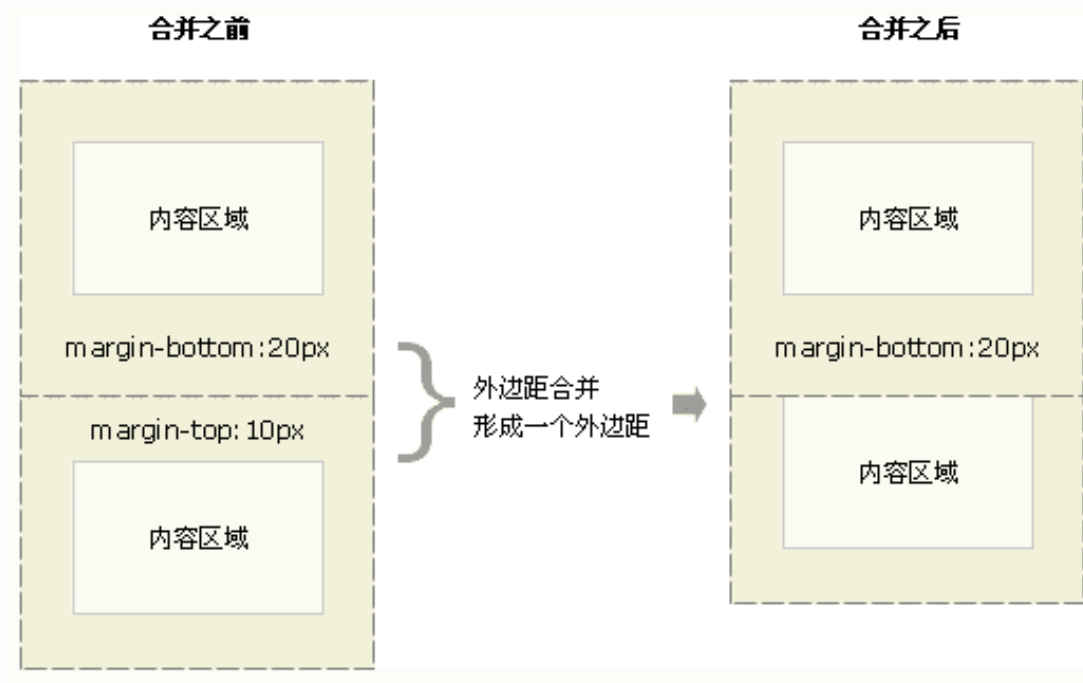 合并之前
合并之后
内容区域
margin-bottom:20px
margin-top:10px
内容区域
外边距合并
形成一个外边距
内容区域
margin-bottom:20px
内容区域